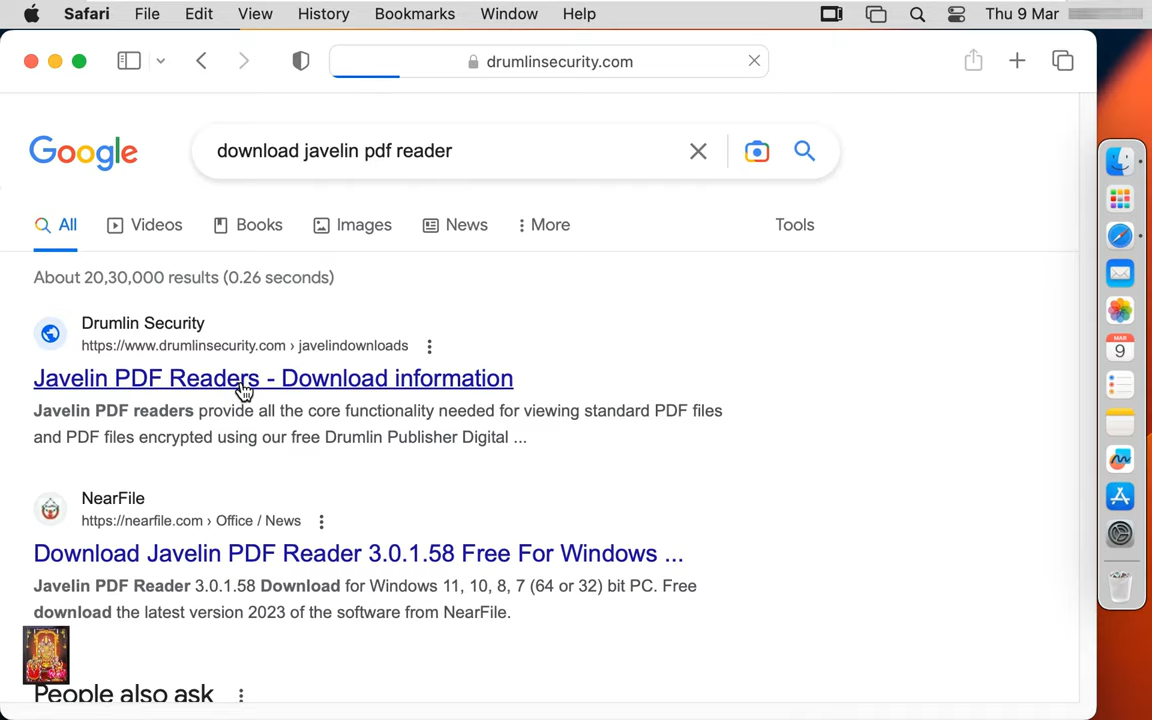 Safari File Edit View History Bookmarks Window Help Thu 9 Mar
drumlinsecurity.com
Google download javelin pdf reader
All Videos Books Images News More Tools
About 20,30,000 results (0.26 seconds)
Drumlin Security
https://www.drumlinsecurity.com › javelindownloads
Javelin PDF Readers - Download information
Javelin PDF readers provide all the core functionality needed for viewing standard PDF files
and PDF files encrypted using our free Drumlin Publisher Digital ...
NearFile
https://nearfile.com › Office / News
Download Javelin PDF Reader 3.0.1.58 Free For Windows ...
Javelin PDF Reader 3.0.1.58 Download for Windows 11, 10, 8, 7 (64 or 32) bit PC. Free
download the latest version 2023 of the software from NearFile.
People also ask
MAR
9